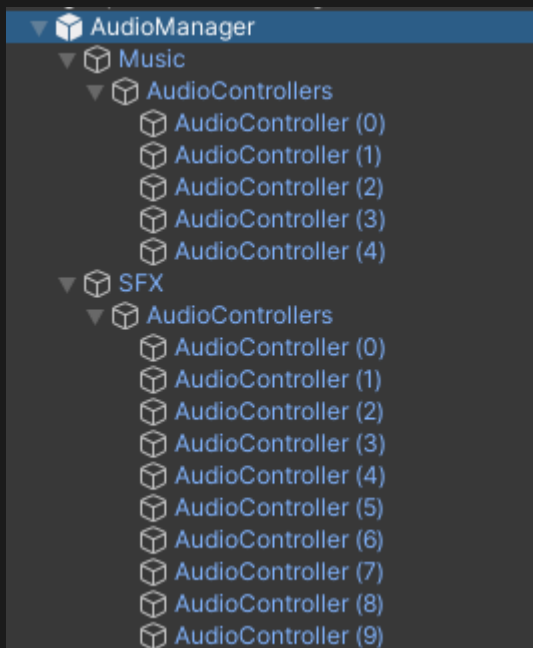 AudioManager
Music
AudioControllers
AudioController (0)
AudioController (1)
AudioController (2)
AudioController (3)
AudioController (4)
SFX
AudioControllers
AudioController (0)
AudioController (1)
AudioController (2)
AudioController (3)
AudioController (4)
AudioController (5)
AudioController (6)
AudioController (7)
AudioController (8)
AudioController (9)